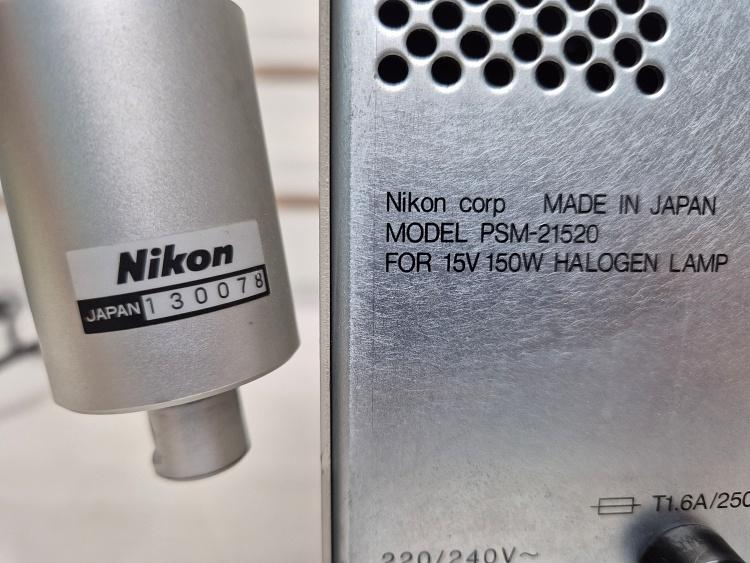 Nikon
JAPAN 130078
Nikon corp MADE IN JAPAN
MODEL PSM-21520
FOR 15V 150W HALOGEN LAMP
T1.6A/250
220/240V~